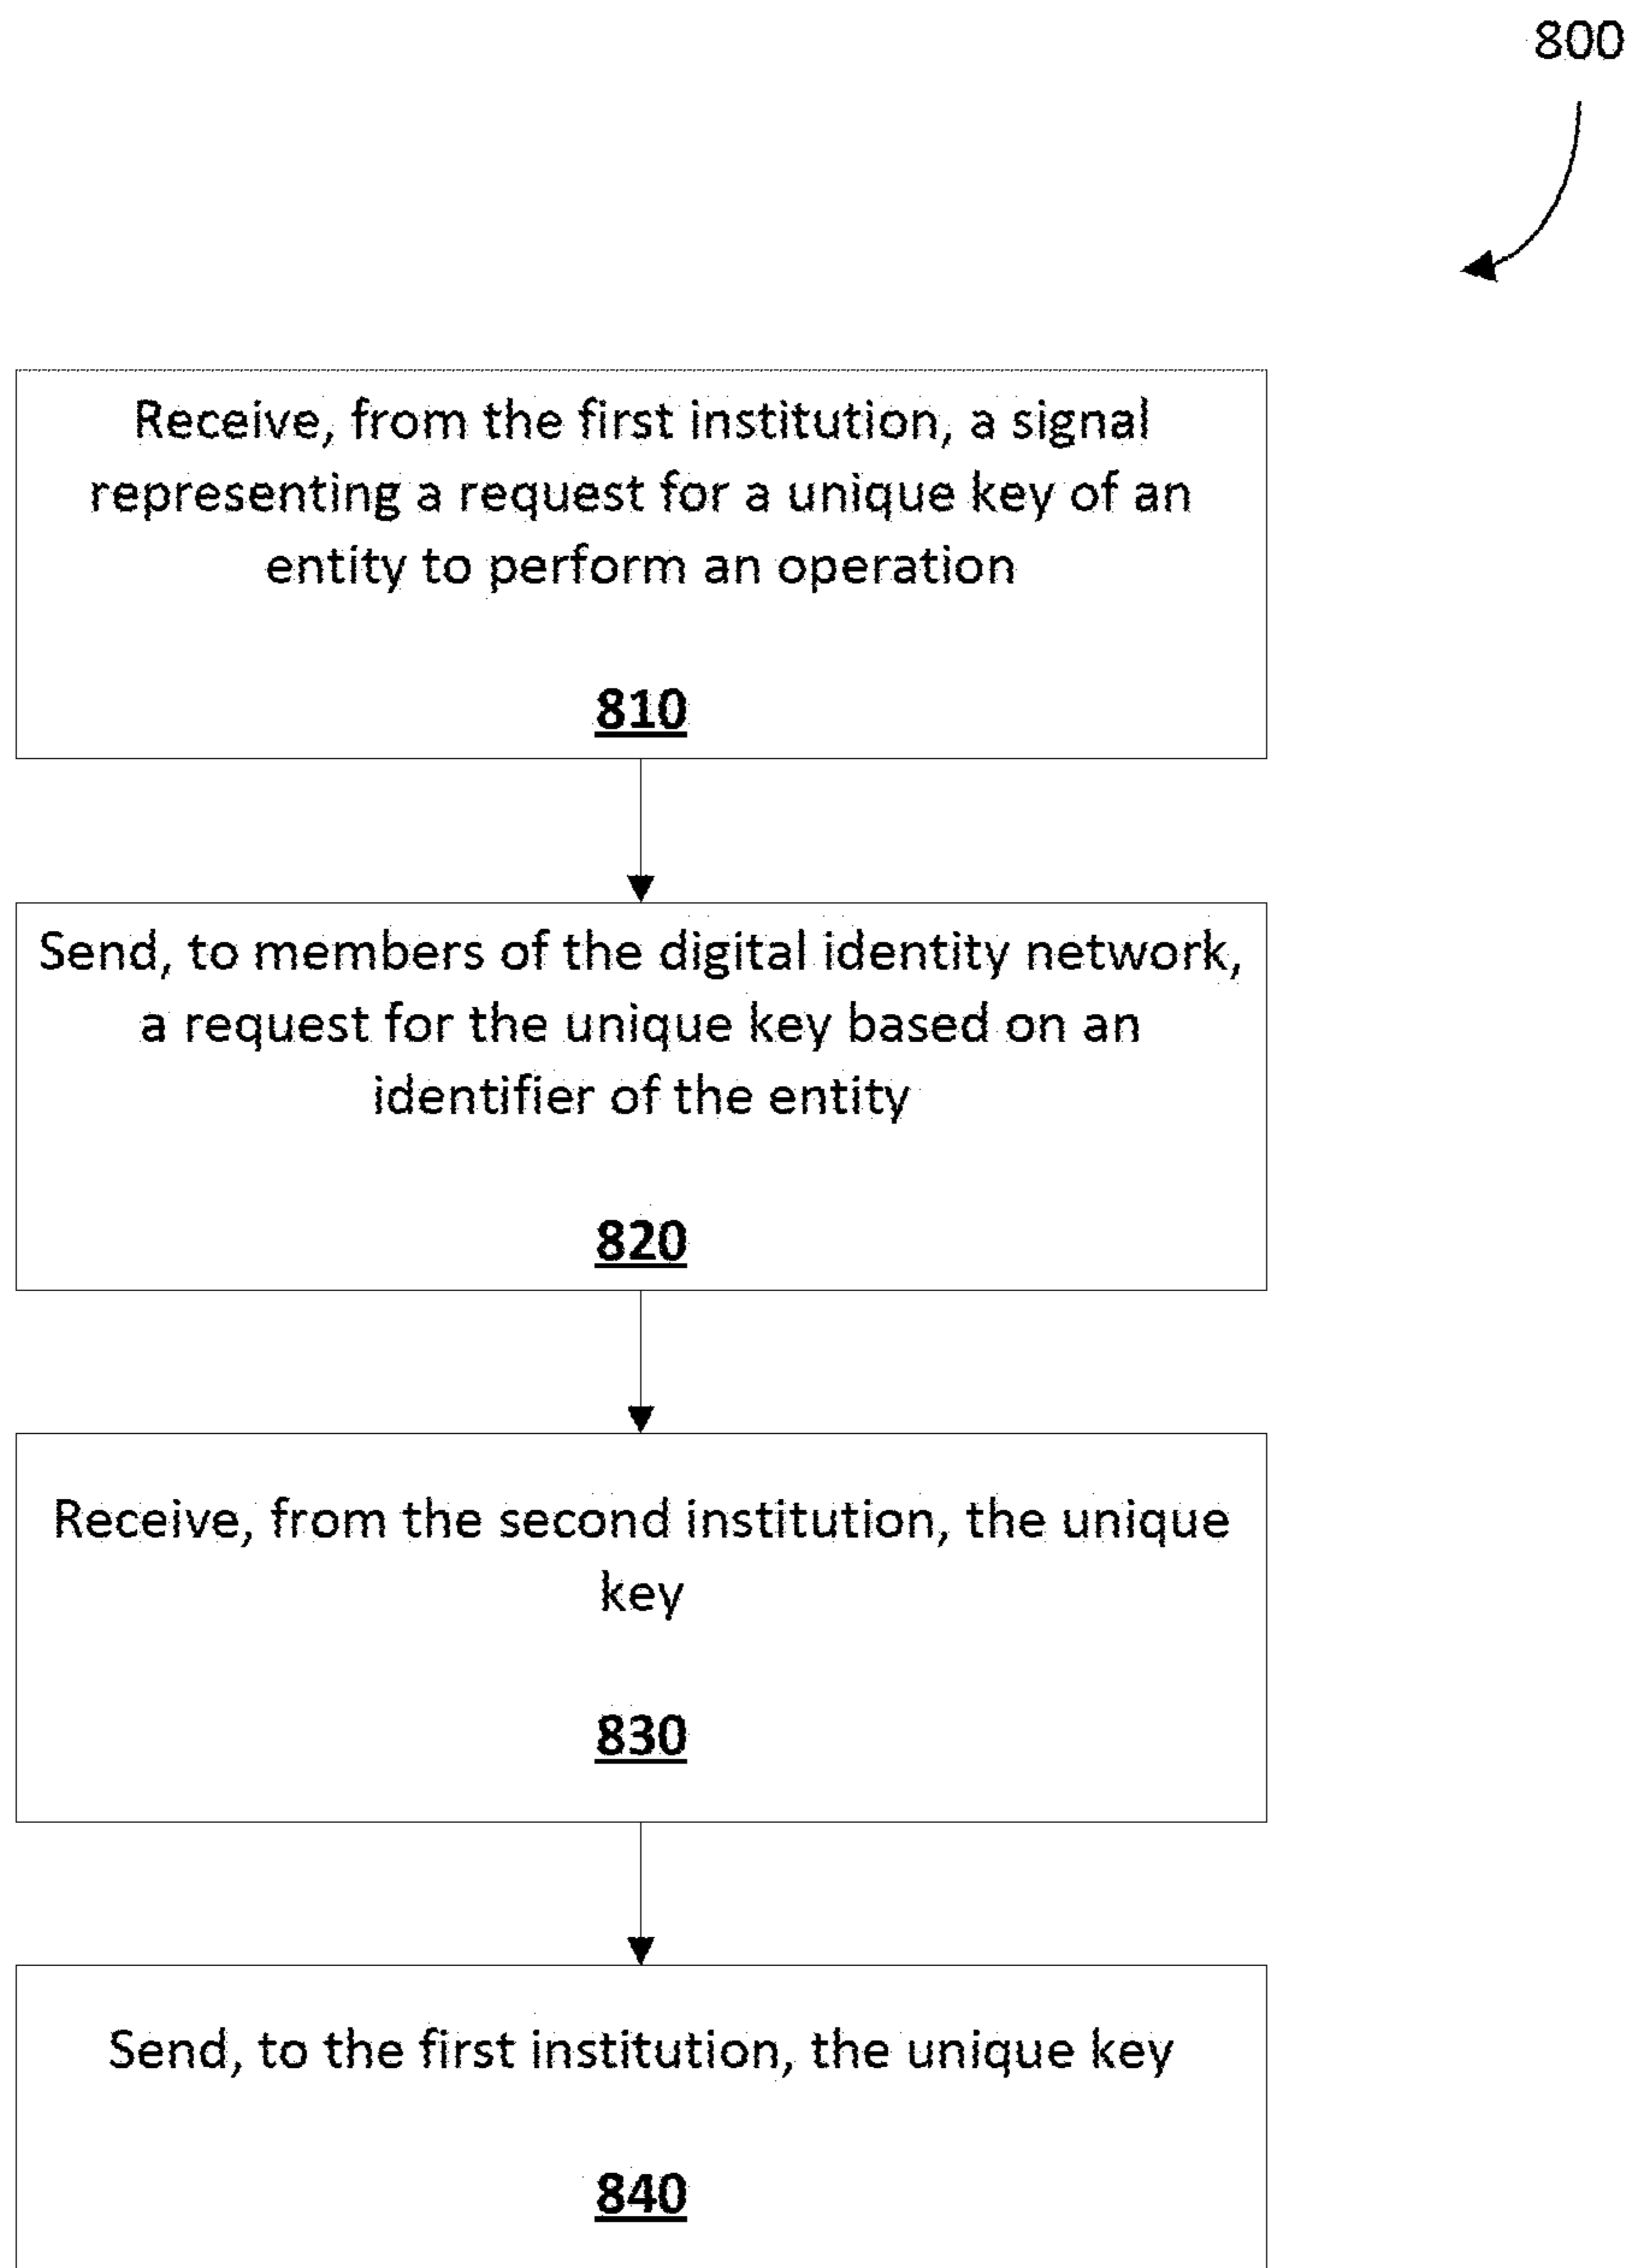 800
Receive, from the first institution, a signal
representing a request for a unique key of an
entity to perform an operation
810
Send, to members of the digital identity network,
a request for the unique key based on an
identifier of the entity
820
Receive, from the second institution, the unique
key
830
Send, to the first institution, the unique key
840